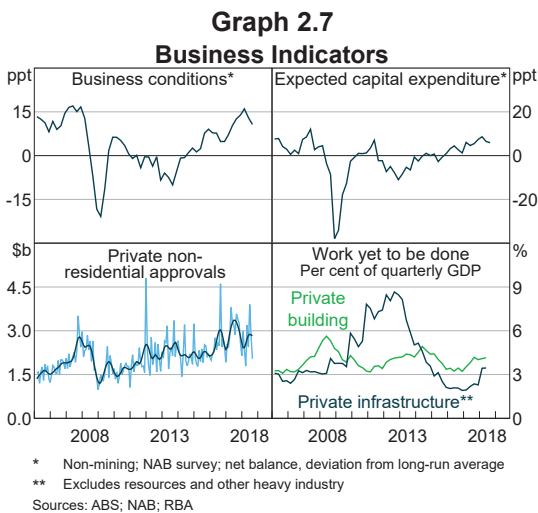 Graph 2.7
Business Indicators
ppt
Business conditions*
Expected capital expenditure*
ppt
15
0
-15
20
0
-20
$b
Private non-
residential approvals
Work yet to be done
Per cent of quarterly GDP
%
4.5
3.0
1.5
0.0
Private
building
Private infrastructure**
9
6
3
0
2008
2013
2018
2008
2013
2018
* Non-mining; NAB survey; net balance, deviation from long-run average
** Excludes resources and other heavy industry
Sources: ABS; NAB; RBA